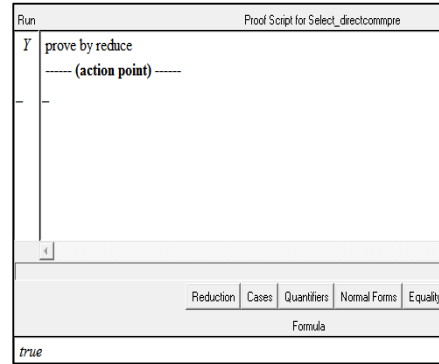 Run Proof Script for Select_directcommpre
Y prove by reduce
------ (action point) ------
– –
Reduction Cases Quantifiers Normal Forms Equality
Formula
true